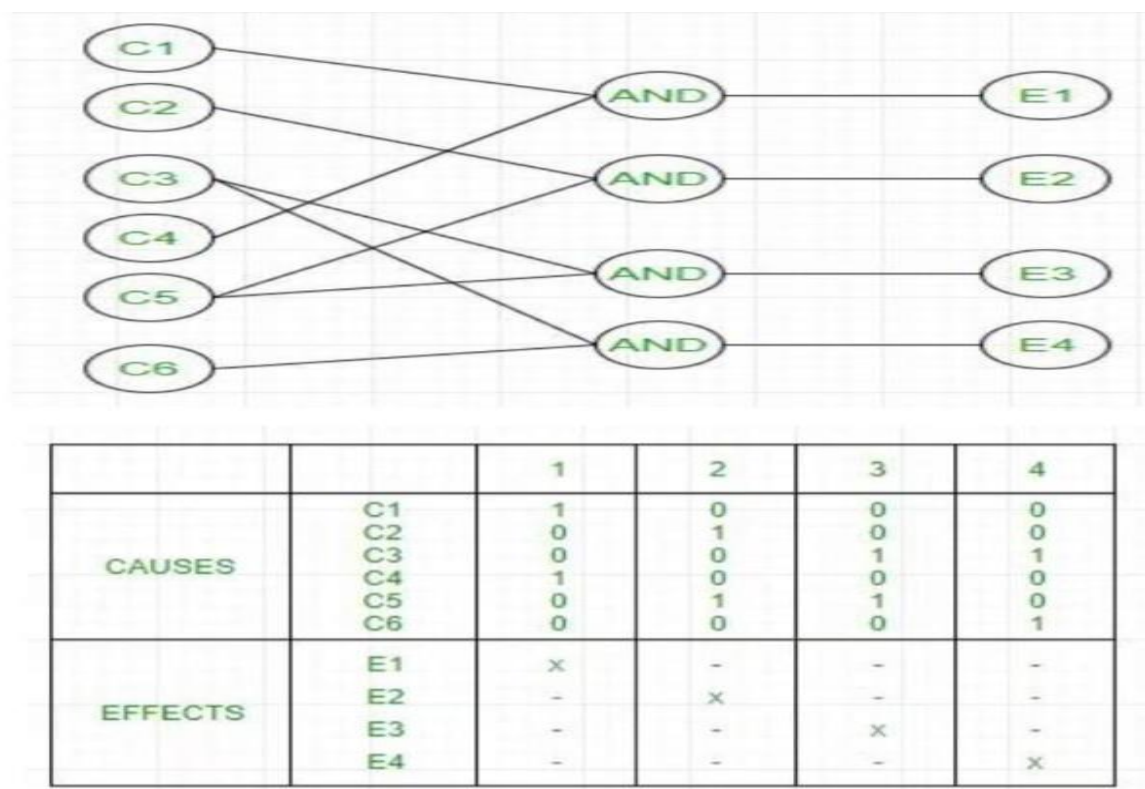 C1
AND E1
C2
C3 AND E2
C4
AND E3
C5
AND E4
C6
1 2 3 4
C1 1 0 0 0
C2 0 1 0 0
C3 0 0 1 1
CAUSES
C4 1 0 0 0
C5 0 1 1 0
C6 0 0 0 1
E1 x - - -
E2 - x - -
EFFECTS
E3 - - x -
E4 - - - x